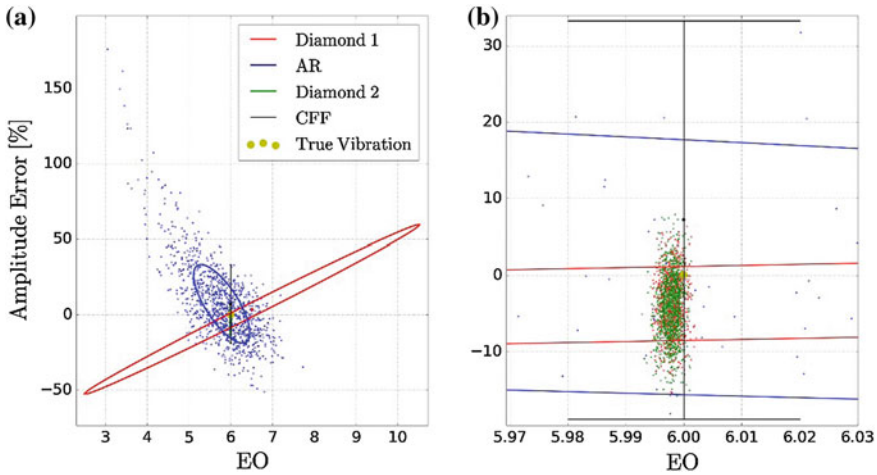 (a)
Amplitude Error [%]
150
100
50
0
−50
3 4 5 6 7 8 9 10
EO
Diamond 1
AR
Diamond 2
CFF
True Vibration
(b)
30
20
10
0
−10
5.97 5.98 5.99 6.00 6.01 6.02 6.03
EO